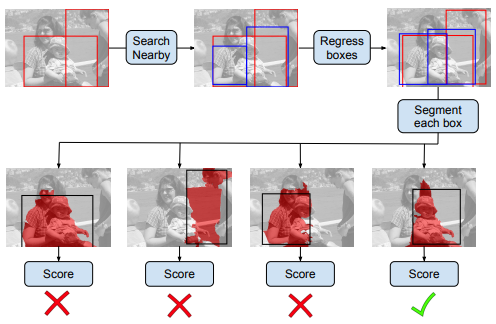 Search
Nearby
Regress
boxes
Segment
each box
Score
Score
Score
Score